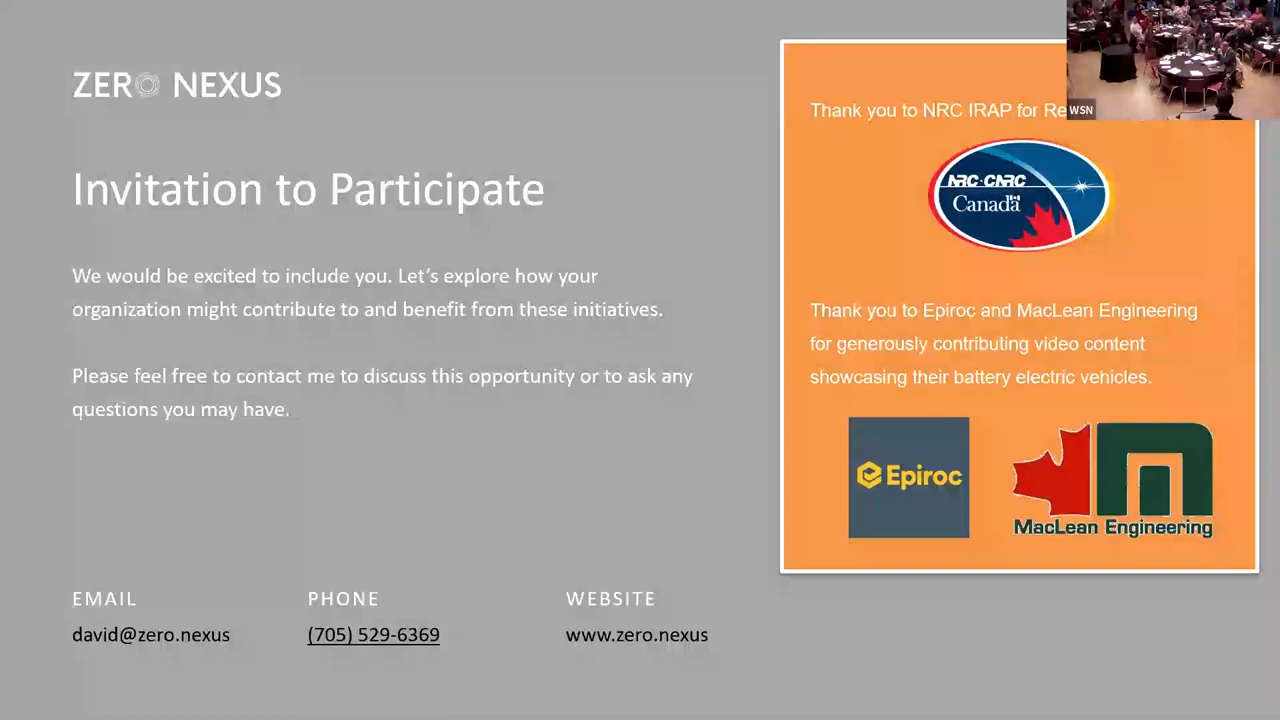 ZERO NEXUS
Invitation to Participate
We would be excited to include you. Let's explore how your
organization might contribute to and benefit from these initiatives.
Please feel free to contact me to discuss this opportunity or to ask any
questions you may have.
EMAIL
david@zero.nexus
PHONE
(705) 529-6369
WEBSITE
www.zero.nexus
Thank you to NRC IRAP for
NRC·CNRC
Canada
Thank you to Epiroc and MacLean Engineering
for generously contributing video content
showcasing their battery electric vehicles.
Epiroc
MacLean Engineering
WSN